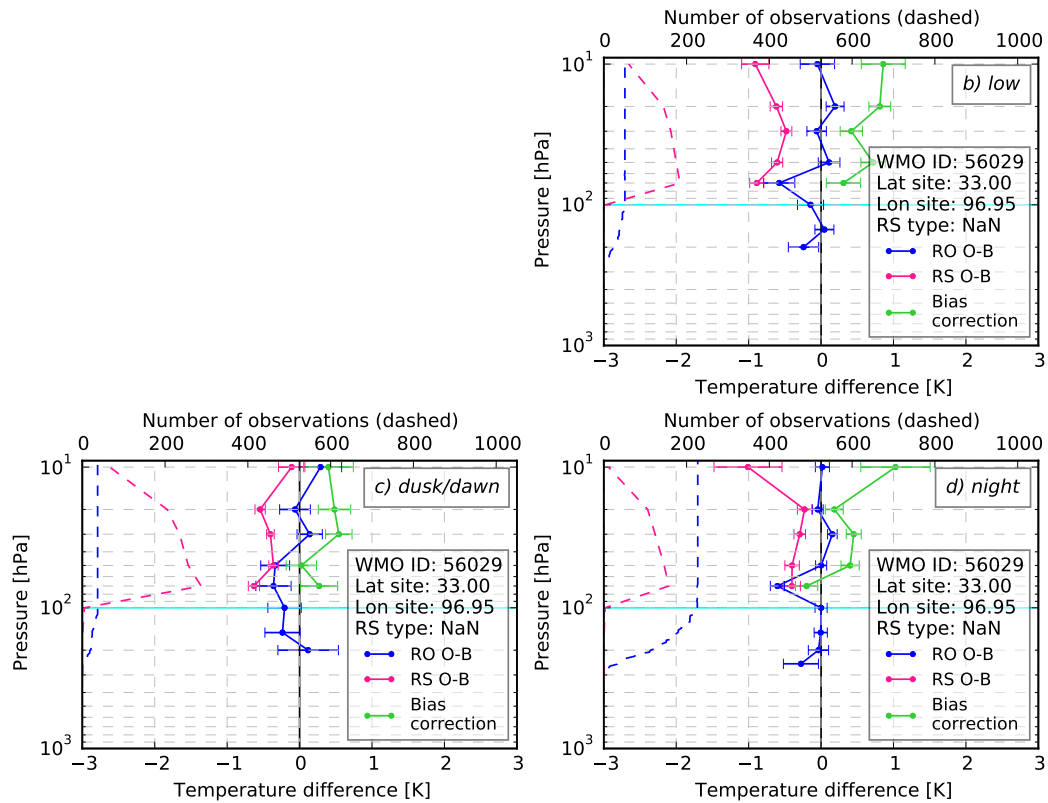 Number of observations (dashed)
0 200 400 600 800 1000
b) low
10¹
10²
10³
Pressure [hPa]
WMO ID: 56029
Lat site: 33.00
Lon site: 96.95
RS type: NaN
RO O-B
RS O-B
Bias
correction
−3 −2 −1 0 1 2 3
Temperature difference [K]
Number of observations (dashed)
0 200 400 600 800 1000
c) dusk/dawn
10¹
10²
10³
Pressure [hPa]
WMO ID: 56029
Lat site: 33.00
Lon site: 96.95
RS type: NaN
RO O-B
RS O-B
Bias
correction
−3 −2 −1 0 1 2 3
Temperature difference [K]
Number of observations (dashed)
0 200 400 600 800 1000
d) night
10¹
10²
10³
Pressure [hPa]
WMO ID: 56029
Lat site: 33.00
Lon site: 96.95
RS type: NaN
RO O-B
RS O-B
Bias
correction
−3 −2 −1 0 1 2 3
Temperature difference [K]